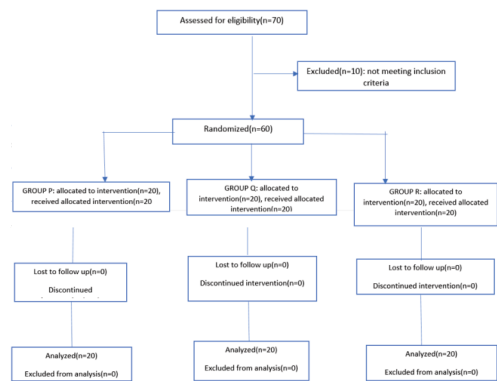 Assessed for eligibility(n=70)
Excluded(n=10): not meeting inclusion
criteria
Randomized(n=60)
GROUP P: allocated to intervention(n=20),
received allocated intervention(n=20
GROUP Q: allocated to
intervention(n=20), received allocated
intervention(n=20)
GROUP R: allocated to
intervention(n=20), received allocated
intervention(n=20)
Lost to follow up(n=0)
Discontinued
Lost to follow up(n=0)
Discontinued intervention(n=0)
Lost to follow up(n=0)
Discontinued intervention(n=0)
Analyzed(n=20)
Excluded from analysis(n=0)
Analyzed(n=20)
Excluded from analysis(n=0)
Analyzed(n=20)
Excluded from analysis(n=0)